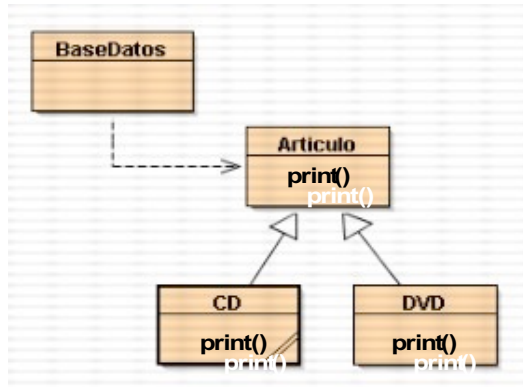 BaseDatos
Articulo
print()
print()
CD
DVD
print()
print()
print()
print()